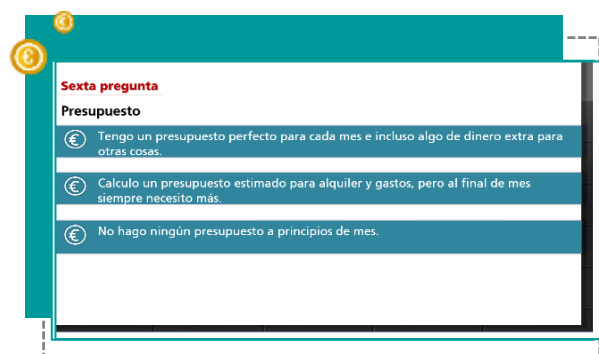 Sexta pregunta
Presupuesto
Tengo un presupuesto perfecto para cada mes e incluso algo de dinero extra para
otras cosas.
Calculo un presupuesto estimado para alquiler y gastos, pero al final de mes
siempre necesito más.
No hago ningún presupuesto a principios de mes.